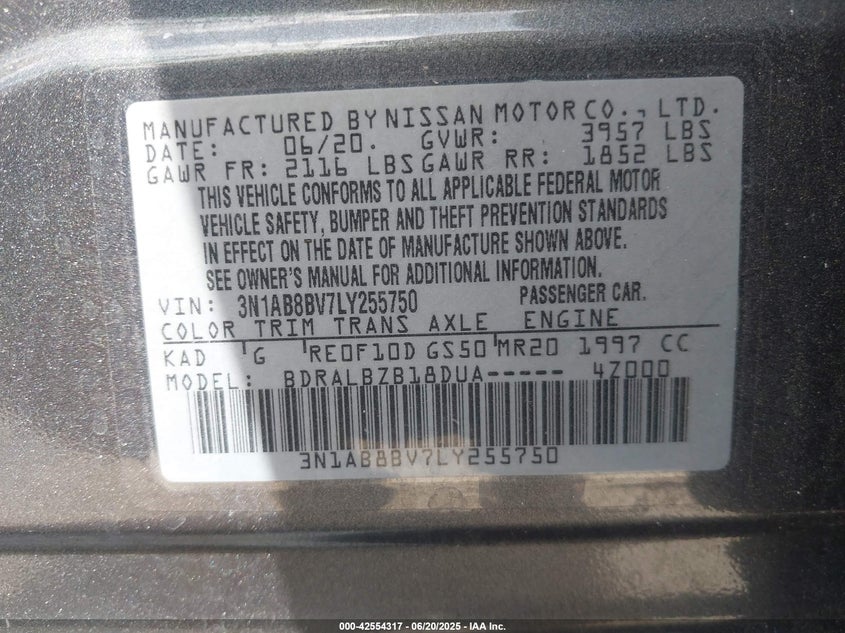 MANUFACTURED BY NISSAN MOTOR CO., LTD.
DATE: 06/20. GVWR: 3957 LBS
GAWR FR: 2116 LBS GAWR RR: 1852 LBS
THIS VEHICLE CONFORMS TO ALL APPLICABLE FEDERAL MOTOR
VEHICLE SAFETY, BUMPER AND THEFT PREVENTION STANDARDS
IN EFFECT ON THE DATE OF MANUFACTURE SHOWN ABOVE.
SEE OWNER'S MANUAL FOR ADDITIONAL INFORMATION.
VIN: 3N1AB8BV7LY255750 PASSENGER CAR.
COLOR TRIM TRANS AXLE ENGINE
KAD G RE0F10D GS50 MR20 1997 CC
MODEL: BDRALBZB18DUA----- 4Z000
3N1AB8BV7LY255750
000-42554317 | 06/20/2025 - IAA Inc.